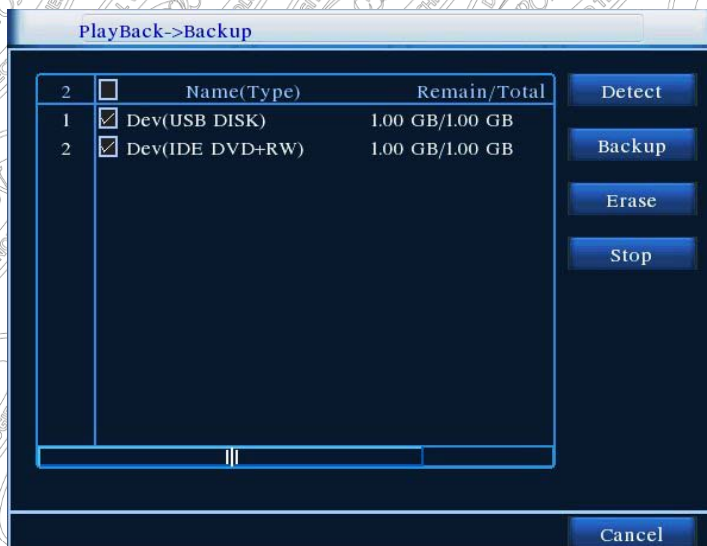 PlayBack->Backup
2 Name(Type) Remain/Total
1 Dev(USB DISK) 1.00 GB/1.00 GB
2 Dev(IDE DVD+RW) 1.00 GB/1.00 GB
Detect
Backup
Erase
Stop
Cancel